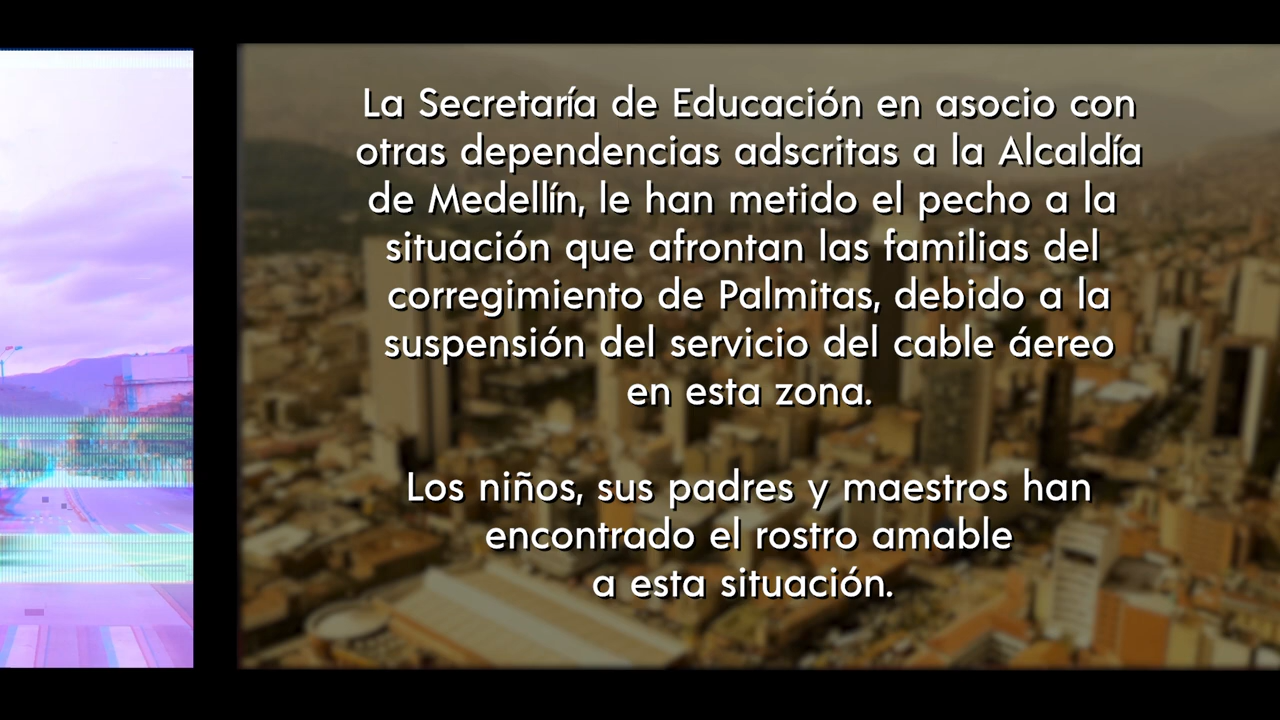 La Secretaría de Educación en asocio con
otras dependencias adscritas a la Alcaldía
de Medellín, le han metido el pecho a la
situación que afrontan las familias del
corregimiento de Palmitas, debido a la
suspensión del servicio del cable áereo
en esta zona.
Los niños, sus padres y maestros han
encontrado el rostro amable
a esta situación.